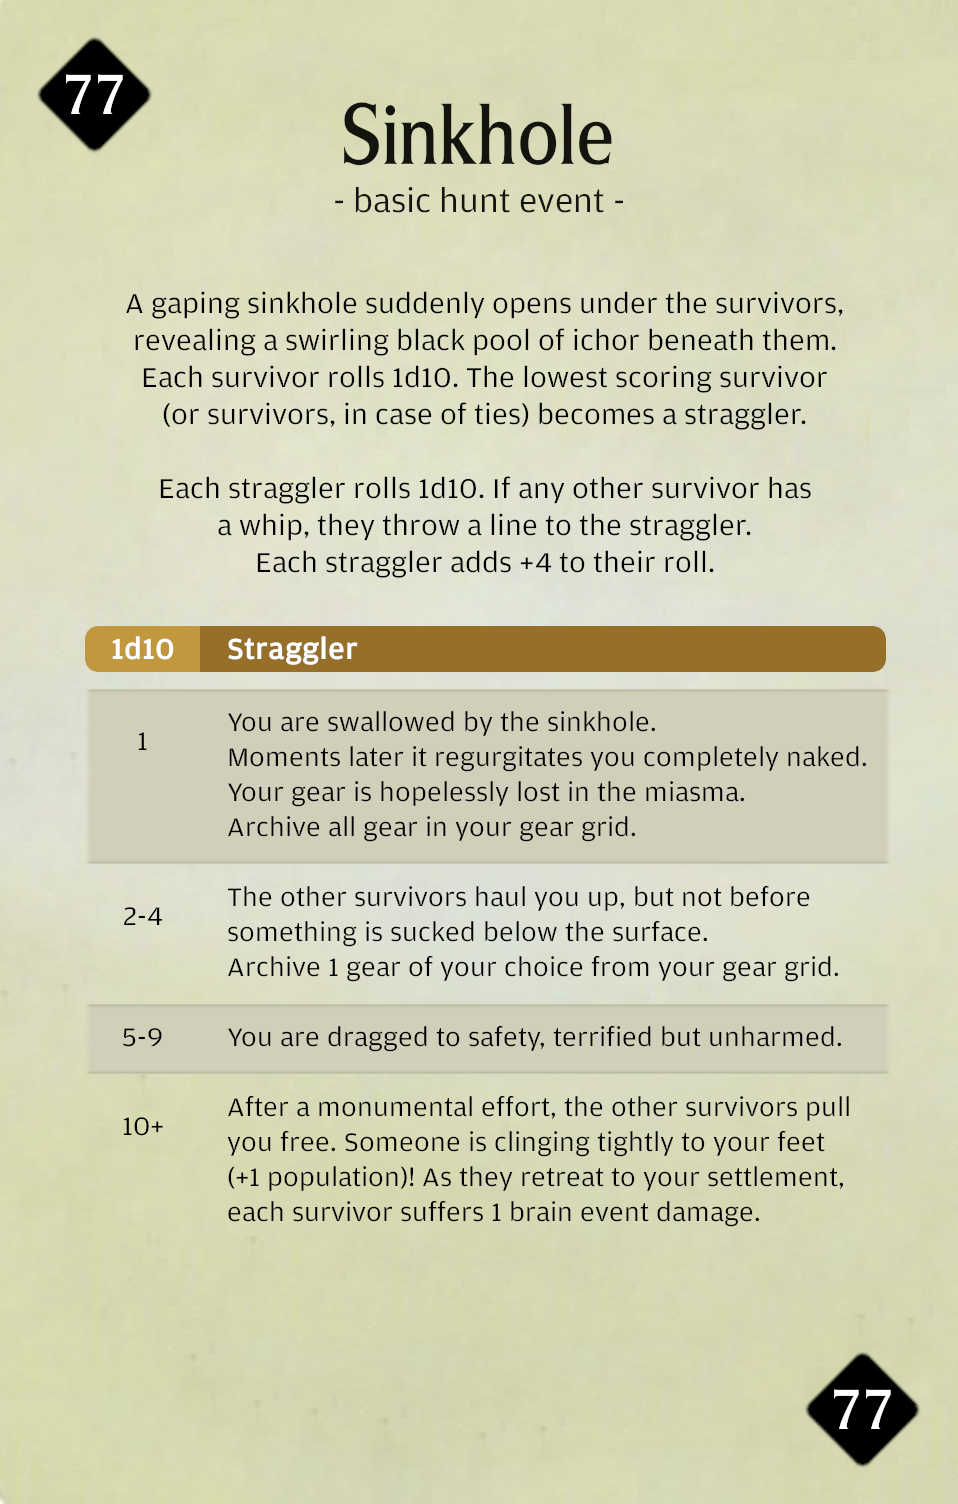 77
Sinkhole
- basic hunt event -
A gaping sinkhole suddenly opens under the survivors,
revealing a swirling black pool of ichor beneath them.
Each survivor rolls 1d10. The lowest scoring survivor
(or survivors, in case of ties) becomes a straggler.
Each straggler rolls 1d10. If any other survivor has
a whip, they throw a line to the straggler.
Each straggler adds +4 to their roll.
1d10 Straggler
1 You are swallowed by the sinkhole.
Moments later it regurgitates you completely naked.
Your gear is hopelessly lost in the miasma.
Archive all gear in your gear grid.
2-4 The other survivors haul you up, but not before
something is sucked below the surface.
Archive 1 gear of your choice from your gear grid.
5-9 You are dragged to safety, terrified but unharmed.
10+ After a monumental effort, the other survivors pull
you free. Someone is clinging tightly to your feet
(+1 population)! As they retreat to your settlement,
each survivor suffers 1 brain event damage.
77